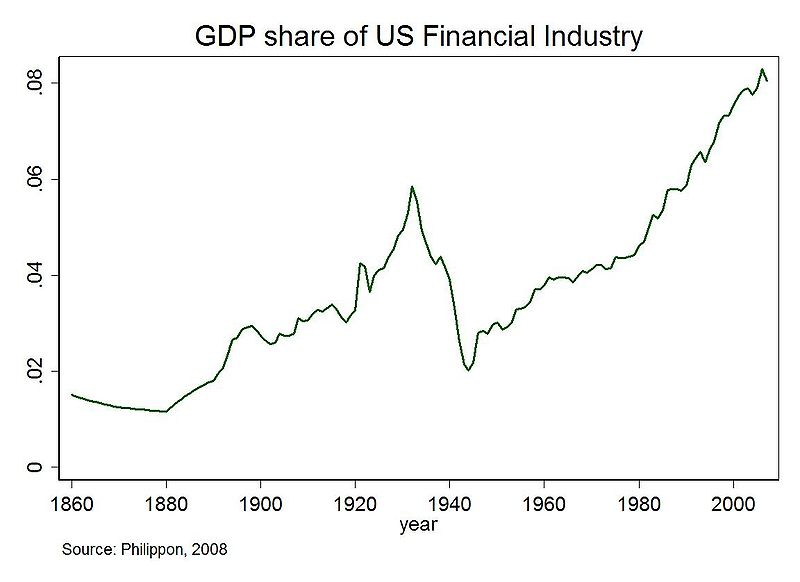 GDP share of US Financial Industry
.08
.06
.04
.02
0
1860 1880 1900 1920 1940 1960 1980 2000
year
Source: Philippon, 2008